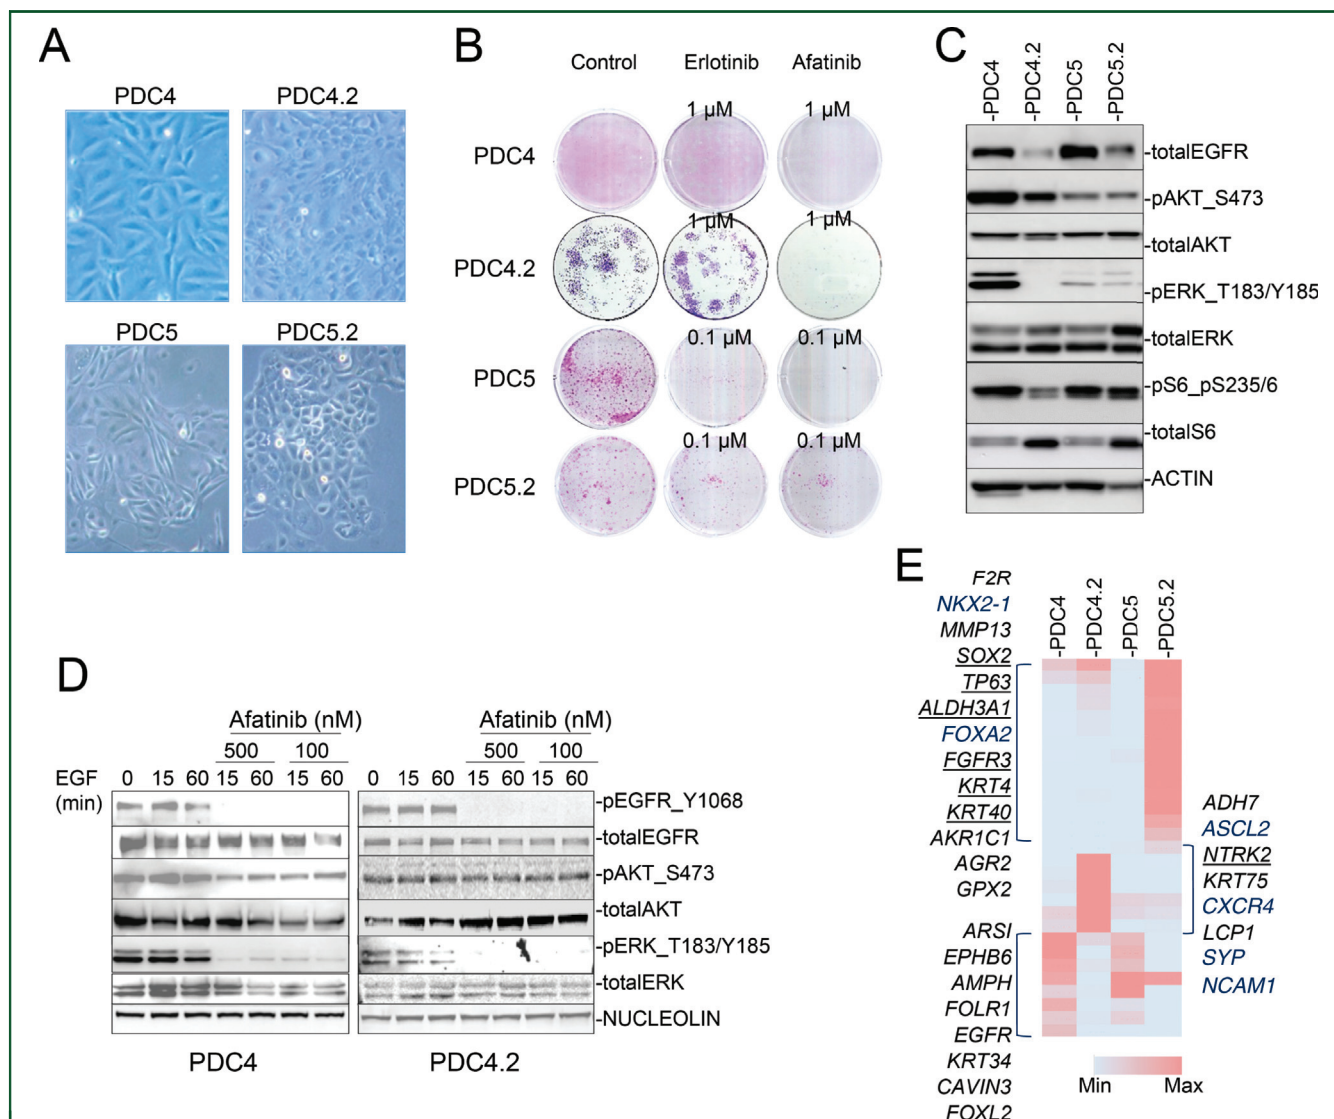 A
PDC4
PDC4.2
PDC5
PDC5.2
B
Control
Erlotinib
Afatinib
PDC4
1 µM
1 µM
PDC4.2
1 µM
1 µM
PDC5
0.1 µM
0.1 µM
PDC5.2
0.1 µM
0.1 µM
C
-PDC4
-PDC4.2
-PDC5
-PDC5.2
-totalEGFR
-pAKT_S473
-totalAKT
-pERK_T183/Y185
-totalERK
-pS6_pS235/6
-totalS6
-ACTIN
D
Afatinib (nM)
Afatinib (nM)
500 100
500 100
EGF (min)
0 15 60 15 60 15 60
0 15 60 15 60 15 60
-pEGFR_Y1068
-totalEGFR
-pAKT_S473
-totalAKT
-pERK_T183/Y185
-totalERK
-NUCLEOLIN
PDC4
PDC4.2
E
-PDC4
-PDC4.2
-PDC5
-PDC5.2
F2R
NKX2-1
MMP13
SOX2
TP63
ALDH3A1
FOXA2
FGFR3
KRT4
KRT40
AKR1C1
AGR2
GPX2
ARSI
EPHB6
AMPH
FOLR1
EGFR
KRT34
CAVIN3
FOXL2
ADH7
ASCL2
NTRK2
KRT75
CXCR4
LCP1
SYP
NCAM1
Min
Max